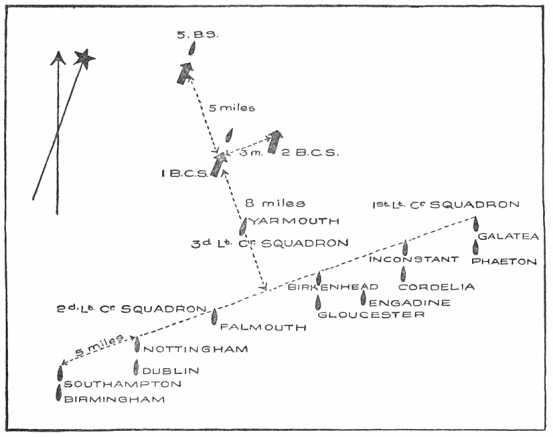 5. B.S.
5 miles
3 m.
2 B.C.S.
1 B.C.S.
8 miles
YARMOUTH
1st Lt. Cr SQUADRON
3d Lt. Cr SQUADRON
GALATEA
INCONSTANT
PHAETON
BIRKENHEAD
CORDELIA
ENGADINE
2d. Lt. Cr. SQUADRON
GLOUCESTER
FALMOUTH
5 miles
NOTTINGHAM
DUBLIN
SOUTHAMPTON
BIRMINGHAM